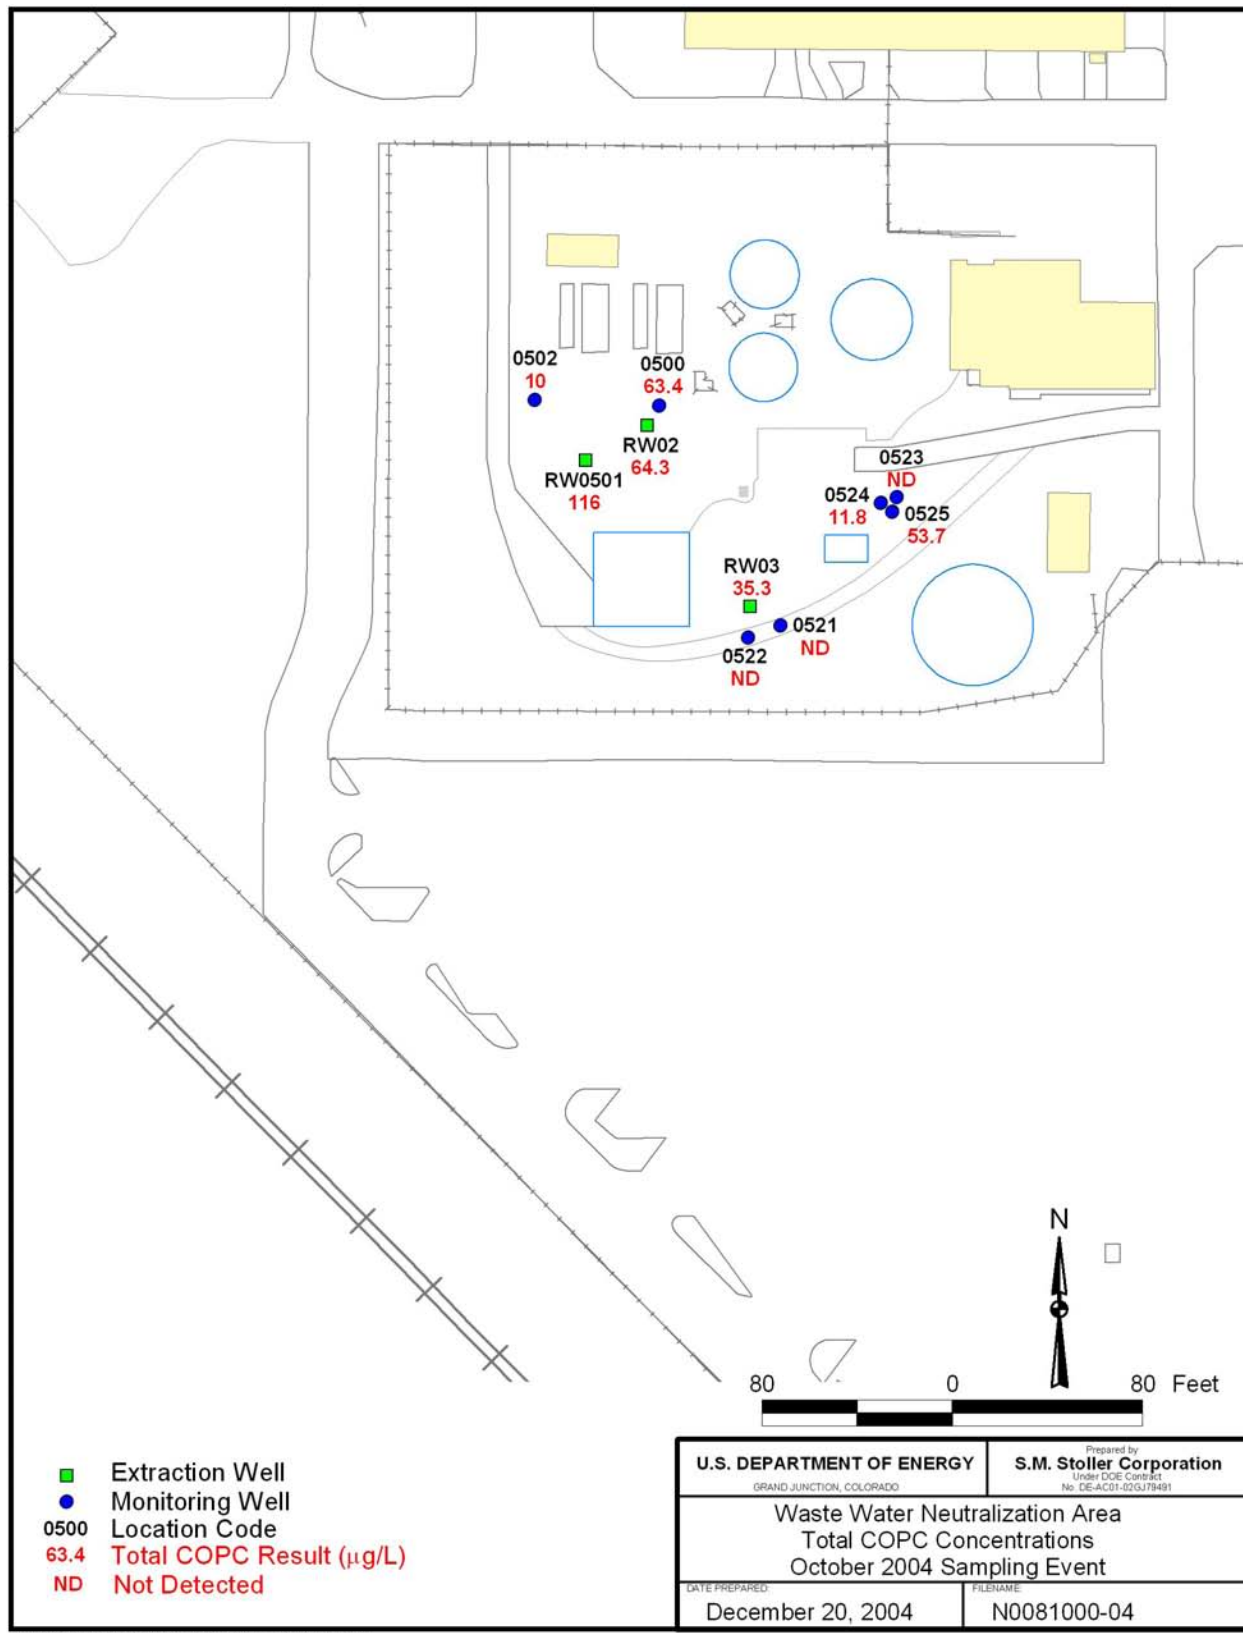 0502
10
0500
63.4
RW02
64.3
RW0501
116
0523
ND
0524
11.8
0525
53.7
RW03
35.3
0521
ND
0522
ND
N
80 0 80 Feet
Extraction Well
Monitoring Well
0500 Location Code
63.4 Total COPC Result (µg/L)
ND Not Detected
U.S. DEPARTMENT OF ENERGY
GRAND JUNCTION, COLORADO
Prepared by
S.M. Stoller Corporation
Under DOE Contract
No. DE-AC01-02GJ79491
Waste Water Neutralization Area
Total COPC Concentrations
October 2004 Sampling Event
DATE PREPARED:
December 20, 2004
FILENAME:
N0081000-04